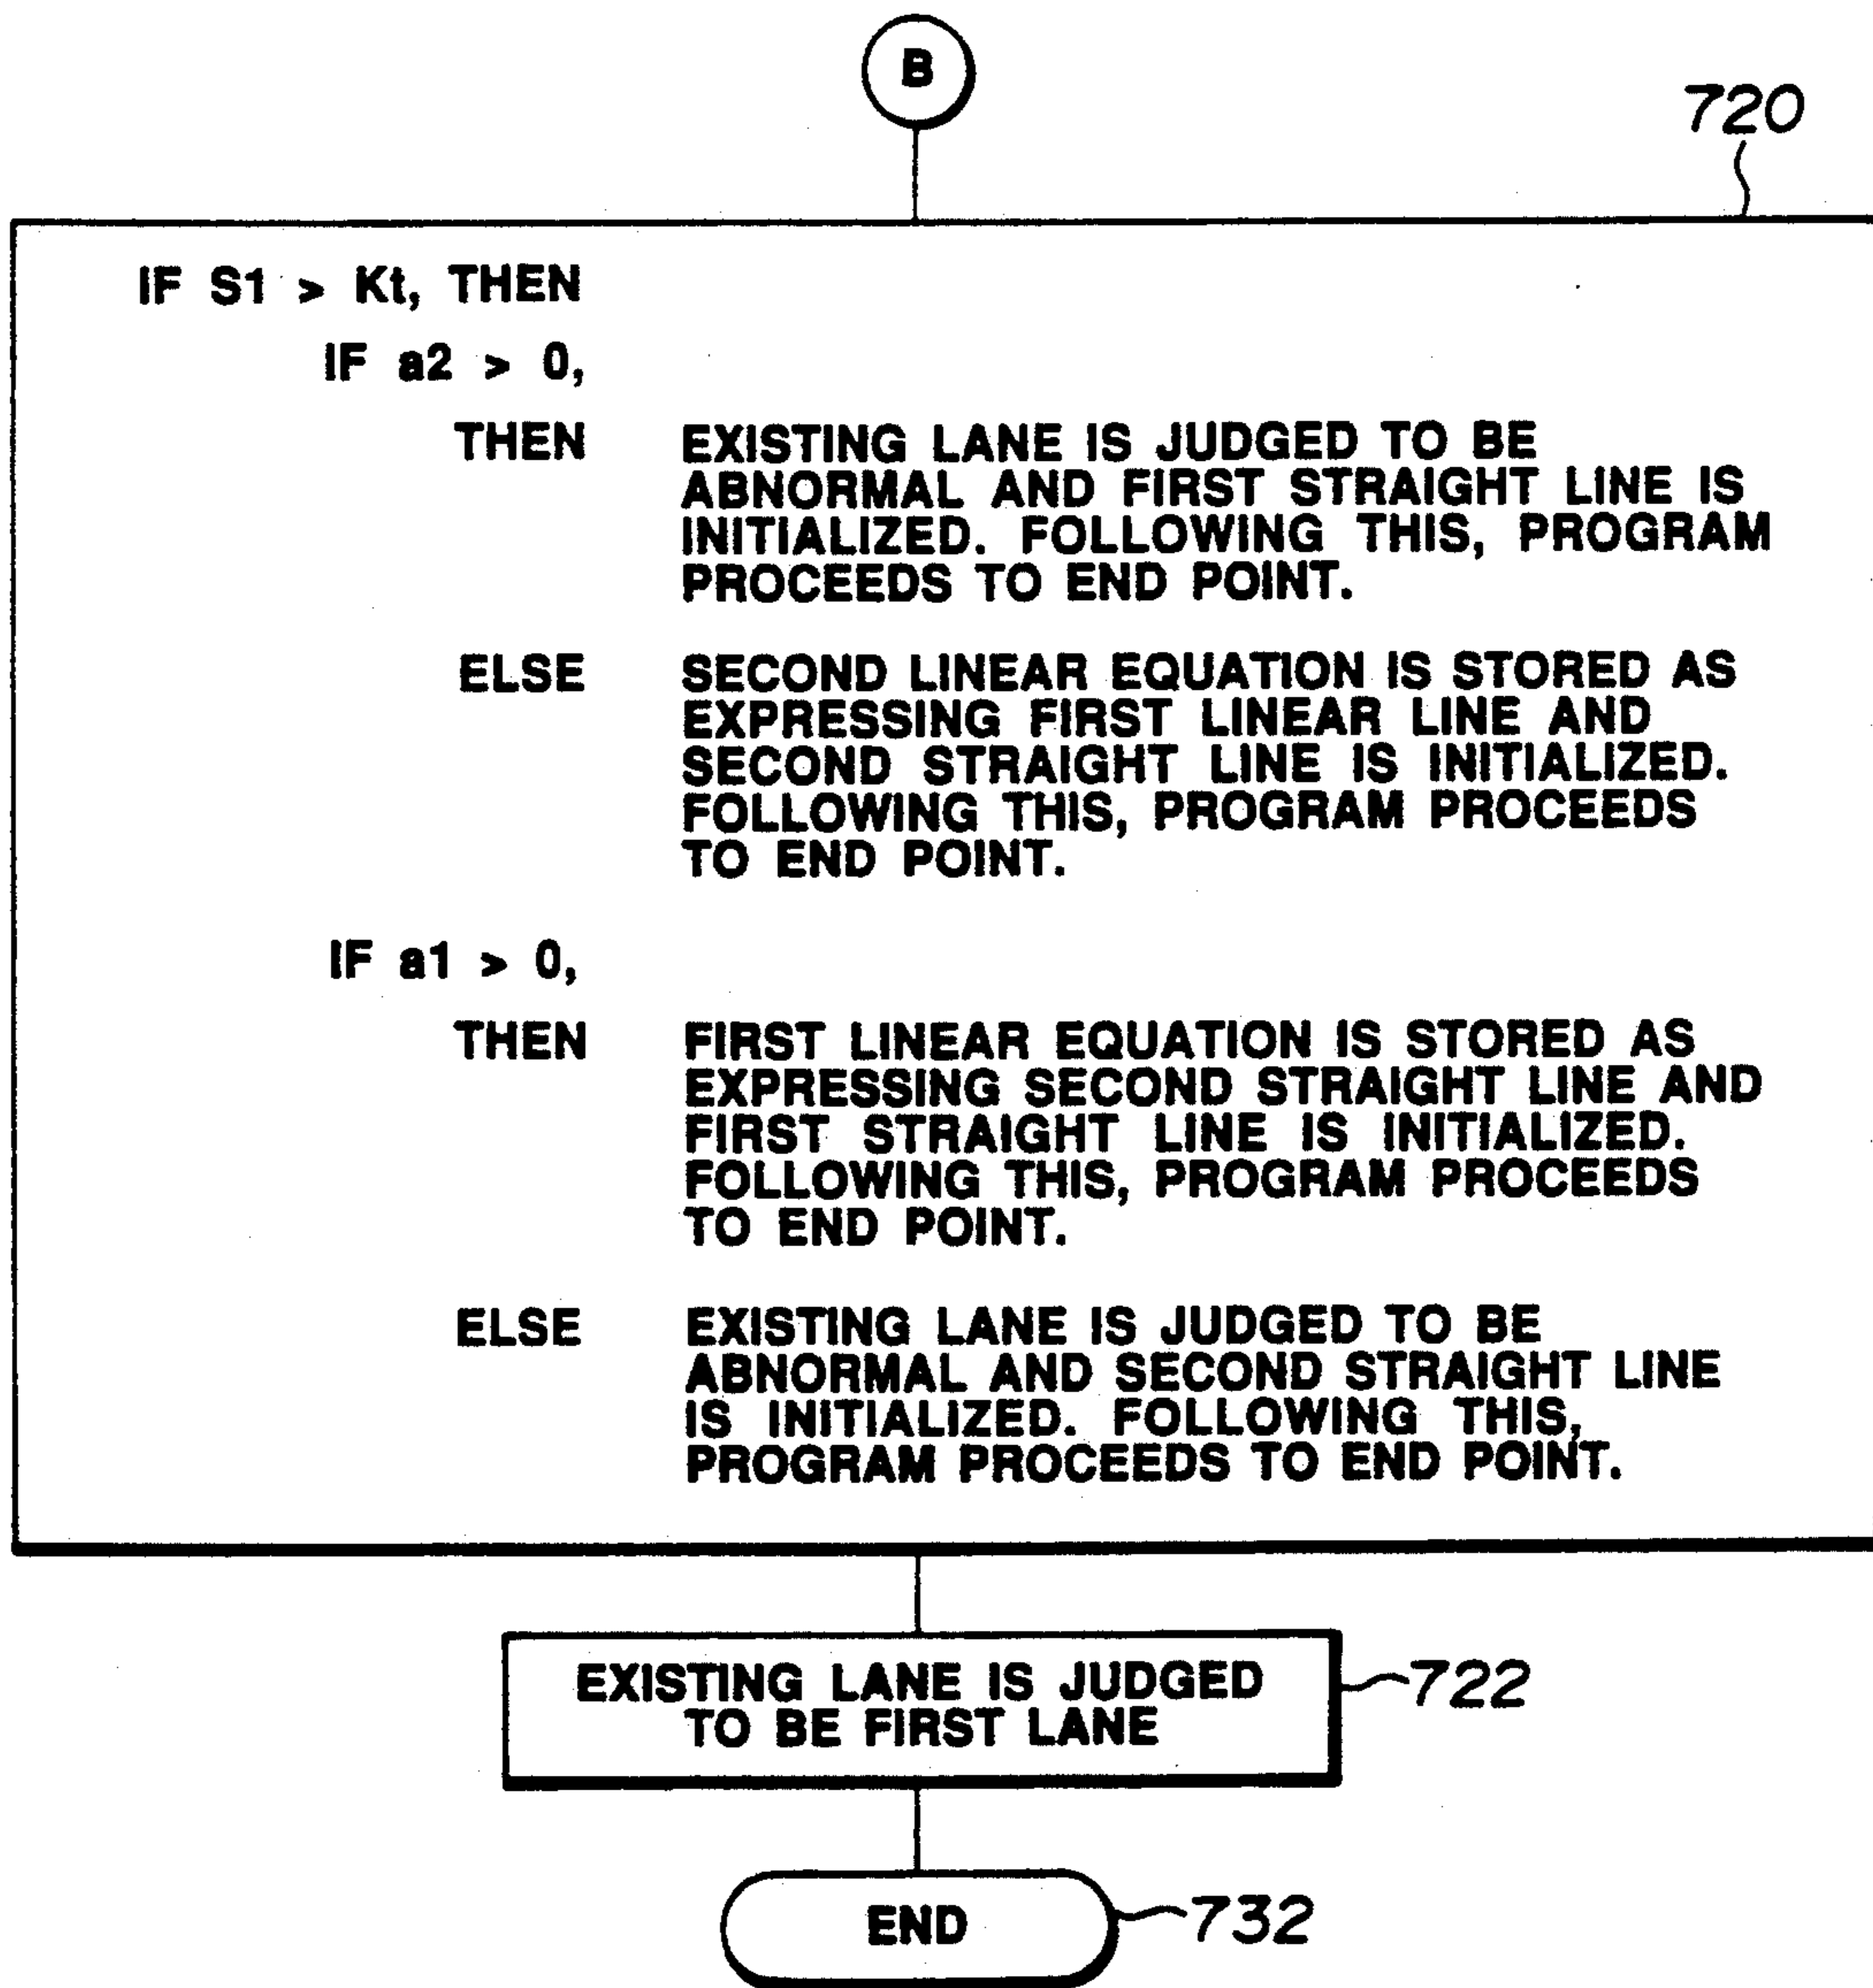 B
720
IF S1 > Kt, THEN
IF a2 > 0,
THEN EXISTING LANE IS JUDGED TO BE
ABNORMAL AND FIRST STRAIGHT LINE IS
INITIALIZED. FOLLOWING THIS, PROGRAM
PROCEEDS TO END POINT.
ELSE SECOND LINEAR EQUATION IS STORED AS
EXPRESSING FIRST LINEAR LINE AND
SECOND STRAIGHT LINE IS INITIALIZED.
FOLLOWING THIS, PROGRAM PROCEEDS
TO END POINT.
IF a1 > 0,
THEN FIRST LINEAR EQUATION IS STORED AS
EXPRESSING SECOND STRAIGHT LINE AND
FIRST STRAIGHT LINE IS INITIALIZED.
FOLLOWING THIS, PROGRAM PROCEEDS
TO END POINT.
ELSE EXISTING LANE IS JUDGED TO BE
ABNORMAL AND SECOND STRAIGHT LINE
IS INITIALIZED. FOLLOWING THIS,
PROGRAM PROCEEDS TO END POINT.
EXISTING LANE IS JUDGED
TO BE FIRST LANE
722
END
732